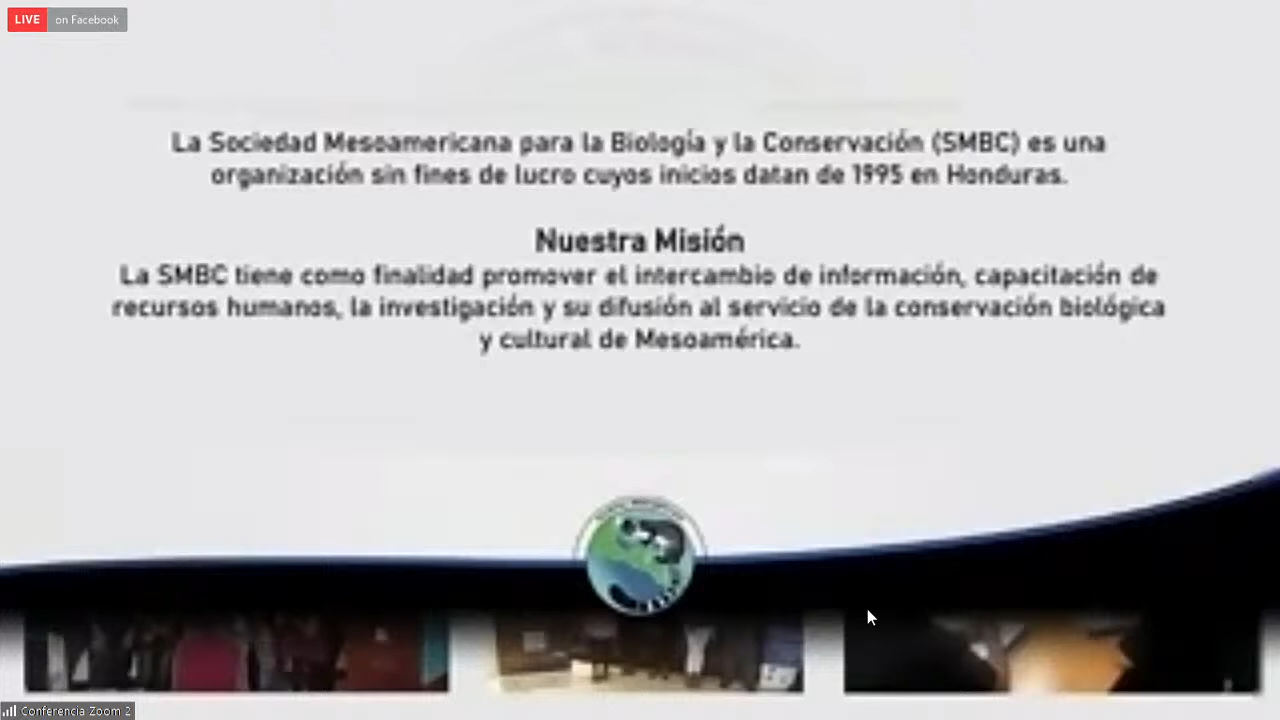 LIVE on Facebook
La Sociedad Mesoamericana para la Biología y la Conservación (SMBC) es una
organización sin fines de lucro cuyos inicios datan de 1995 en Honduras.
Nuestra Misión
La SMBC tiene como finalidad promover el intercambio de información, capacitación de
recursos humanos, la investigación y su difusión al servicio de la conservación biológica
y cultural de Mesoamérica.
Conferencia Zoom 2